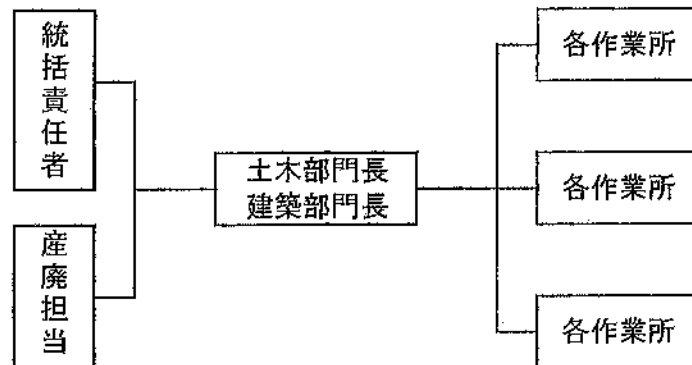 統括責任者
産廃担当
土木部門長
建築部門長
各作業所
各作業所
各作業所